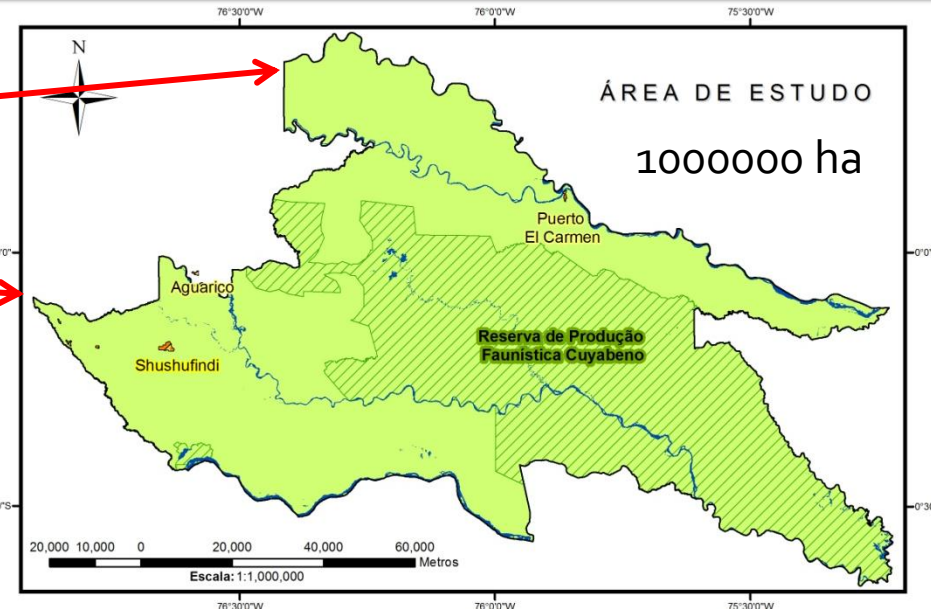 76°30'0"W 76°0'0"W 75°30'0"W
N
ÁREA DE ESTUDO
1000000 ha
Puerto
El Carmen
0°0'0"
Aguarico
Reserva de Produção
Faunistica Cuyabeno
Shushufindi
20,000 10,000 0 20,000 40,000 60,000
Metros
Escala: 1:1,000,000
76°30'0"W 76°0'0"W 75°30'0"W